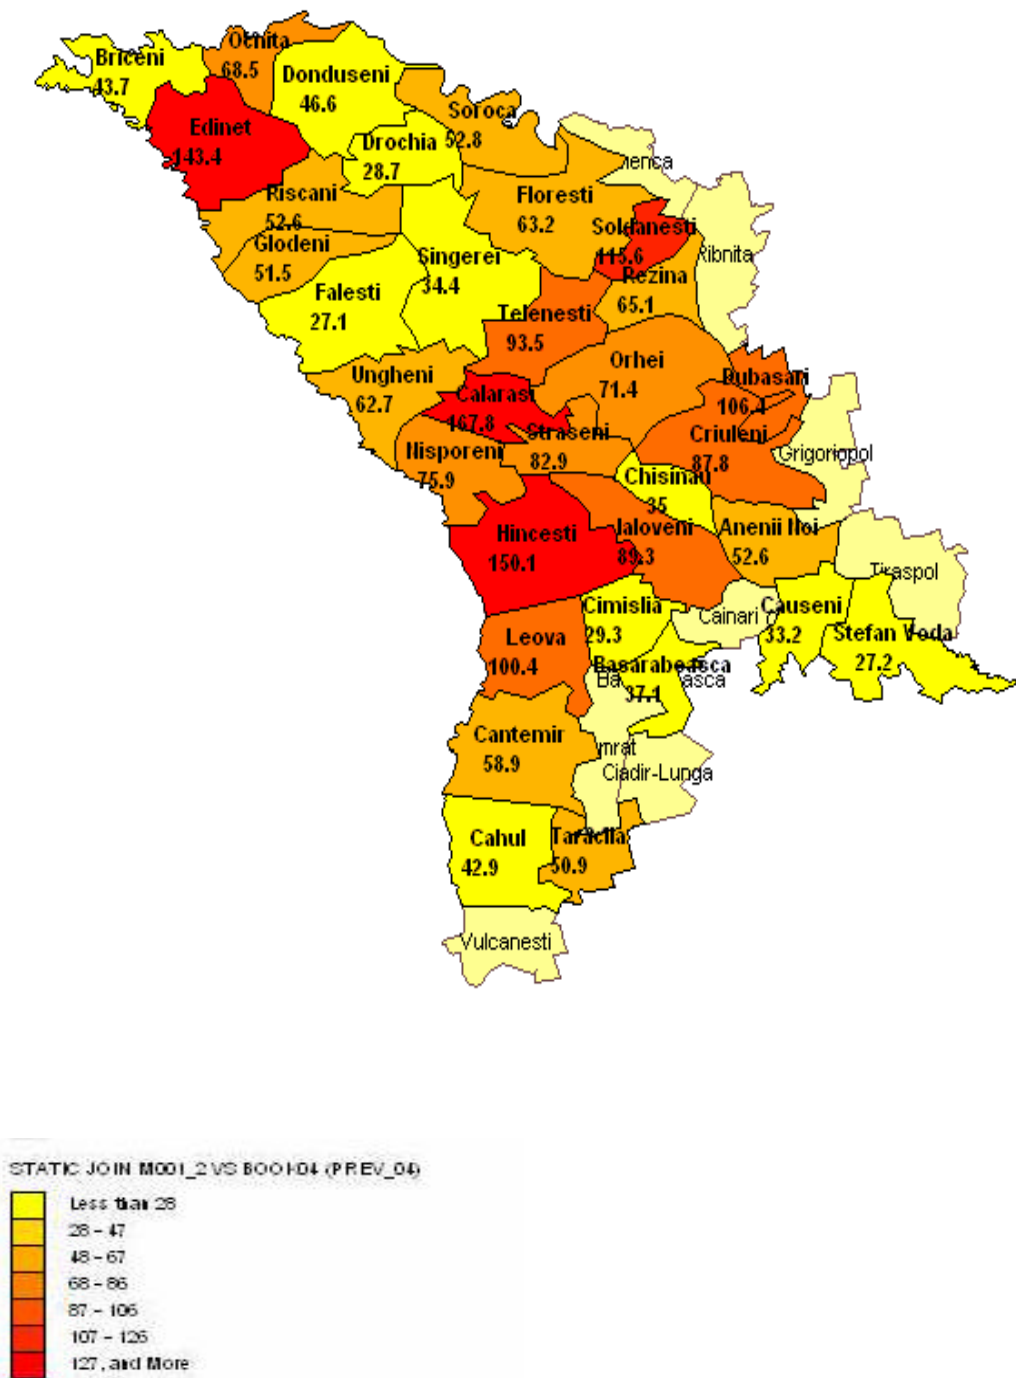 Ocnita
68.5
Briceni
43.7
Donduseni
46.6
Edinet
143.4
Soroca
52.8
Drochia
28.7
Riscani
52.6
Floresti
63.2
Soldanesti
115.6
Glodeni
51.5
Singerei
34.4
Ribnita
Rezina
65.1
Falesti
27.1
Telenesti
93.5
Orhei
71.4
Ungheni
62.7
Dubasari
106.4
Calarasi
167.8
Straseni
82.9
Criuleni
87.8
Nisporeni
75.9
Grigoriopol
Chisinau
35
Hincesti
150.1
Ialoveni
89.3
Anenii Noi
52.6
Tiraspol
Cimislia
29.3
Cainari
Causeni
33.2
Stefan Voda
27.2
Leova
100.4
Basarabeasca
37.1
Cantemir
58.9
mrat
Ciadir-Lunga
Cahul
42.9
Taraclia
50.9
Vulcanesti
STATIC JOIN M001_2 VS BOOK04 (PREV_04)
Less than 28
28 - 47
48 - 67
68 - 86
87 - 106
107 - 126
127, and More